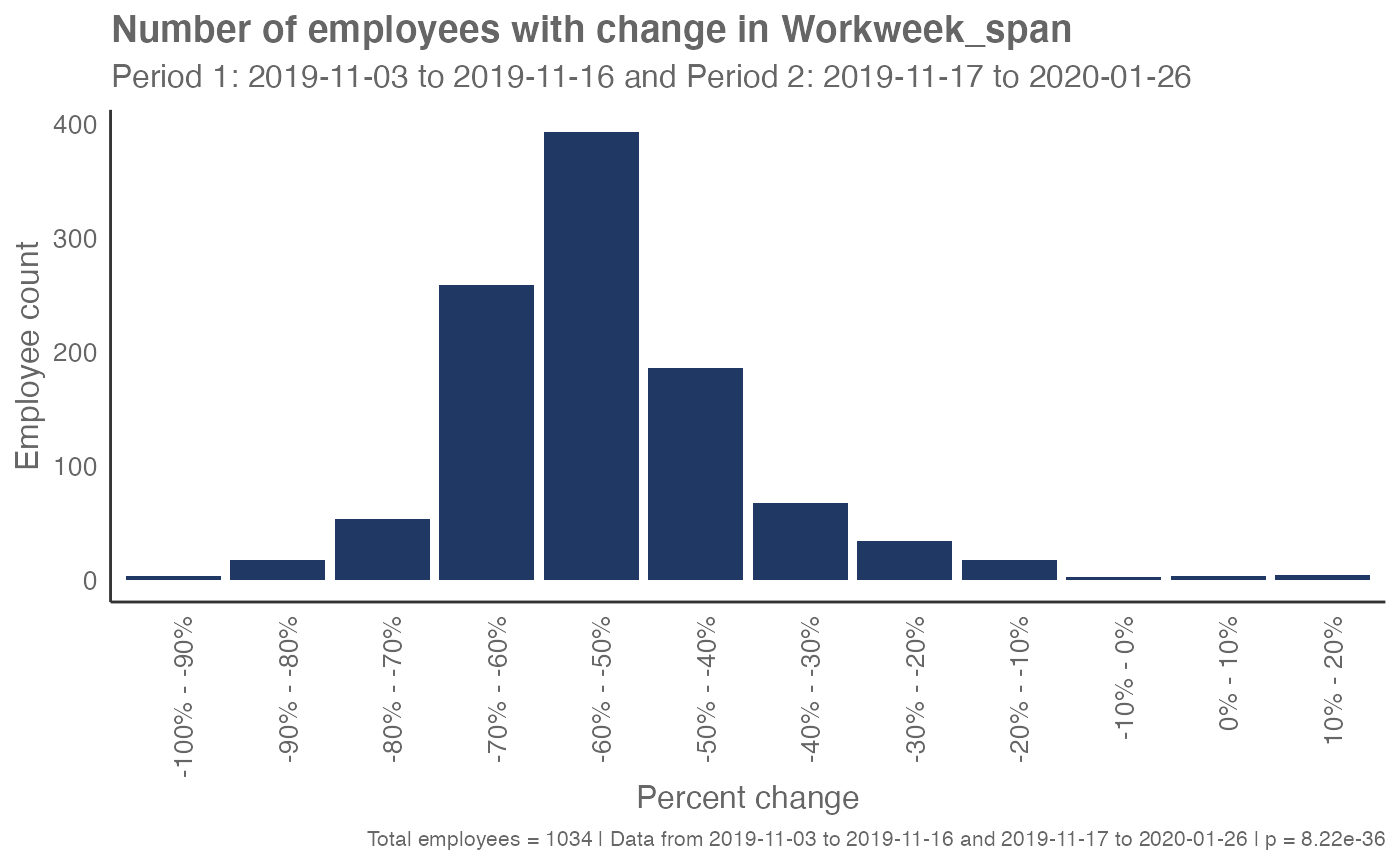 Number of employees with change in Workweek_span
Period 1: 2019-11-03 to 2019-11-16 and Period 2: 2019-11-17 to 2020-01-26
Employee count
400
300
200
100
0
-100% - -90%
-90% - -80%
-80% - -70%
-70% - -60%
-60% - -50%
-50% - -40%
-40% - -30%
-30% - -20%
-20% - -10%
-10% - 0%
0% - 10%
10% - 20%
Percent change
Total employees = 1034 | Data from 2019-11-03 to 2019-11-16 and 2019-11-17 to 2020-01-26 | p = 8.22e-36